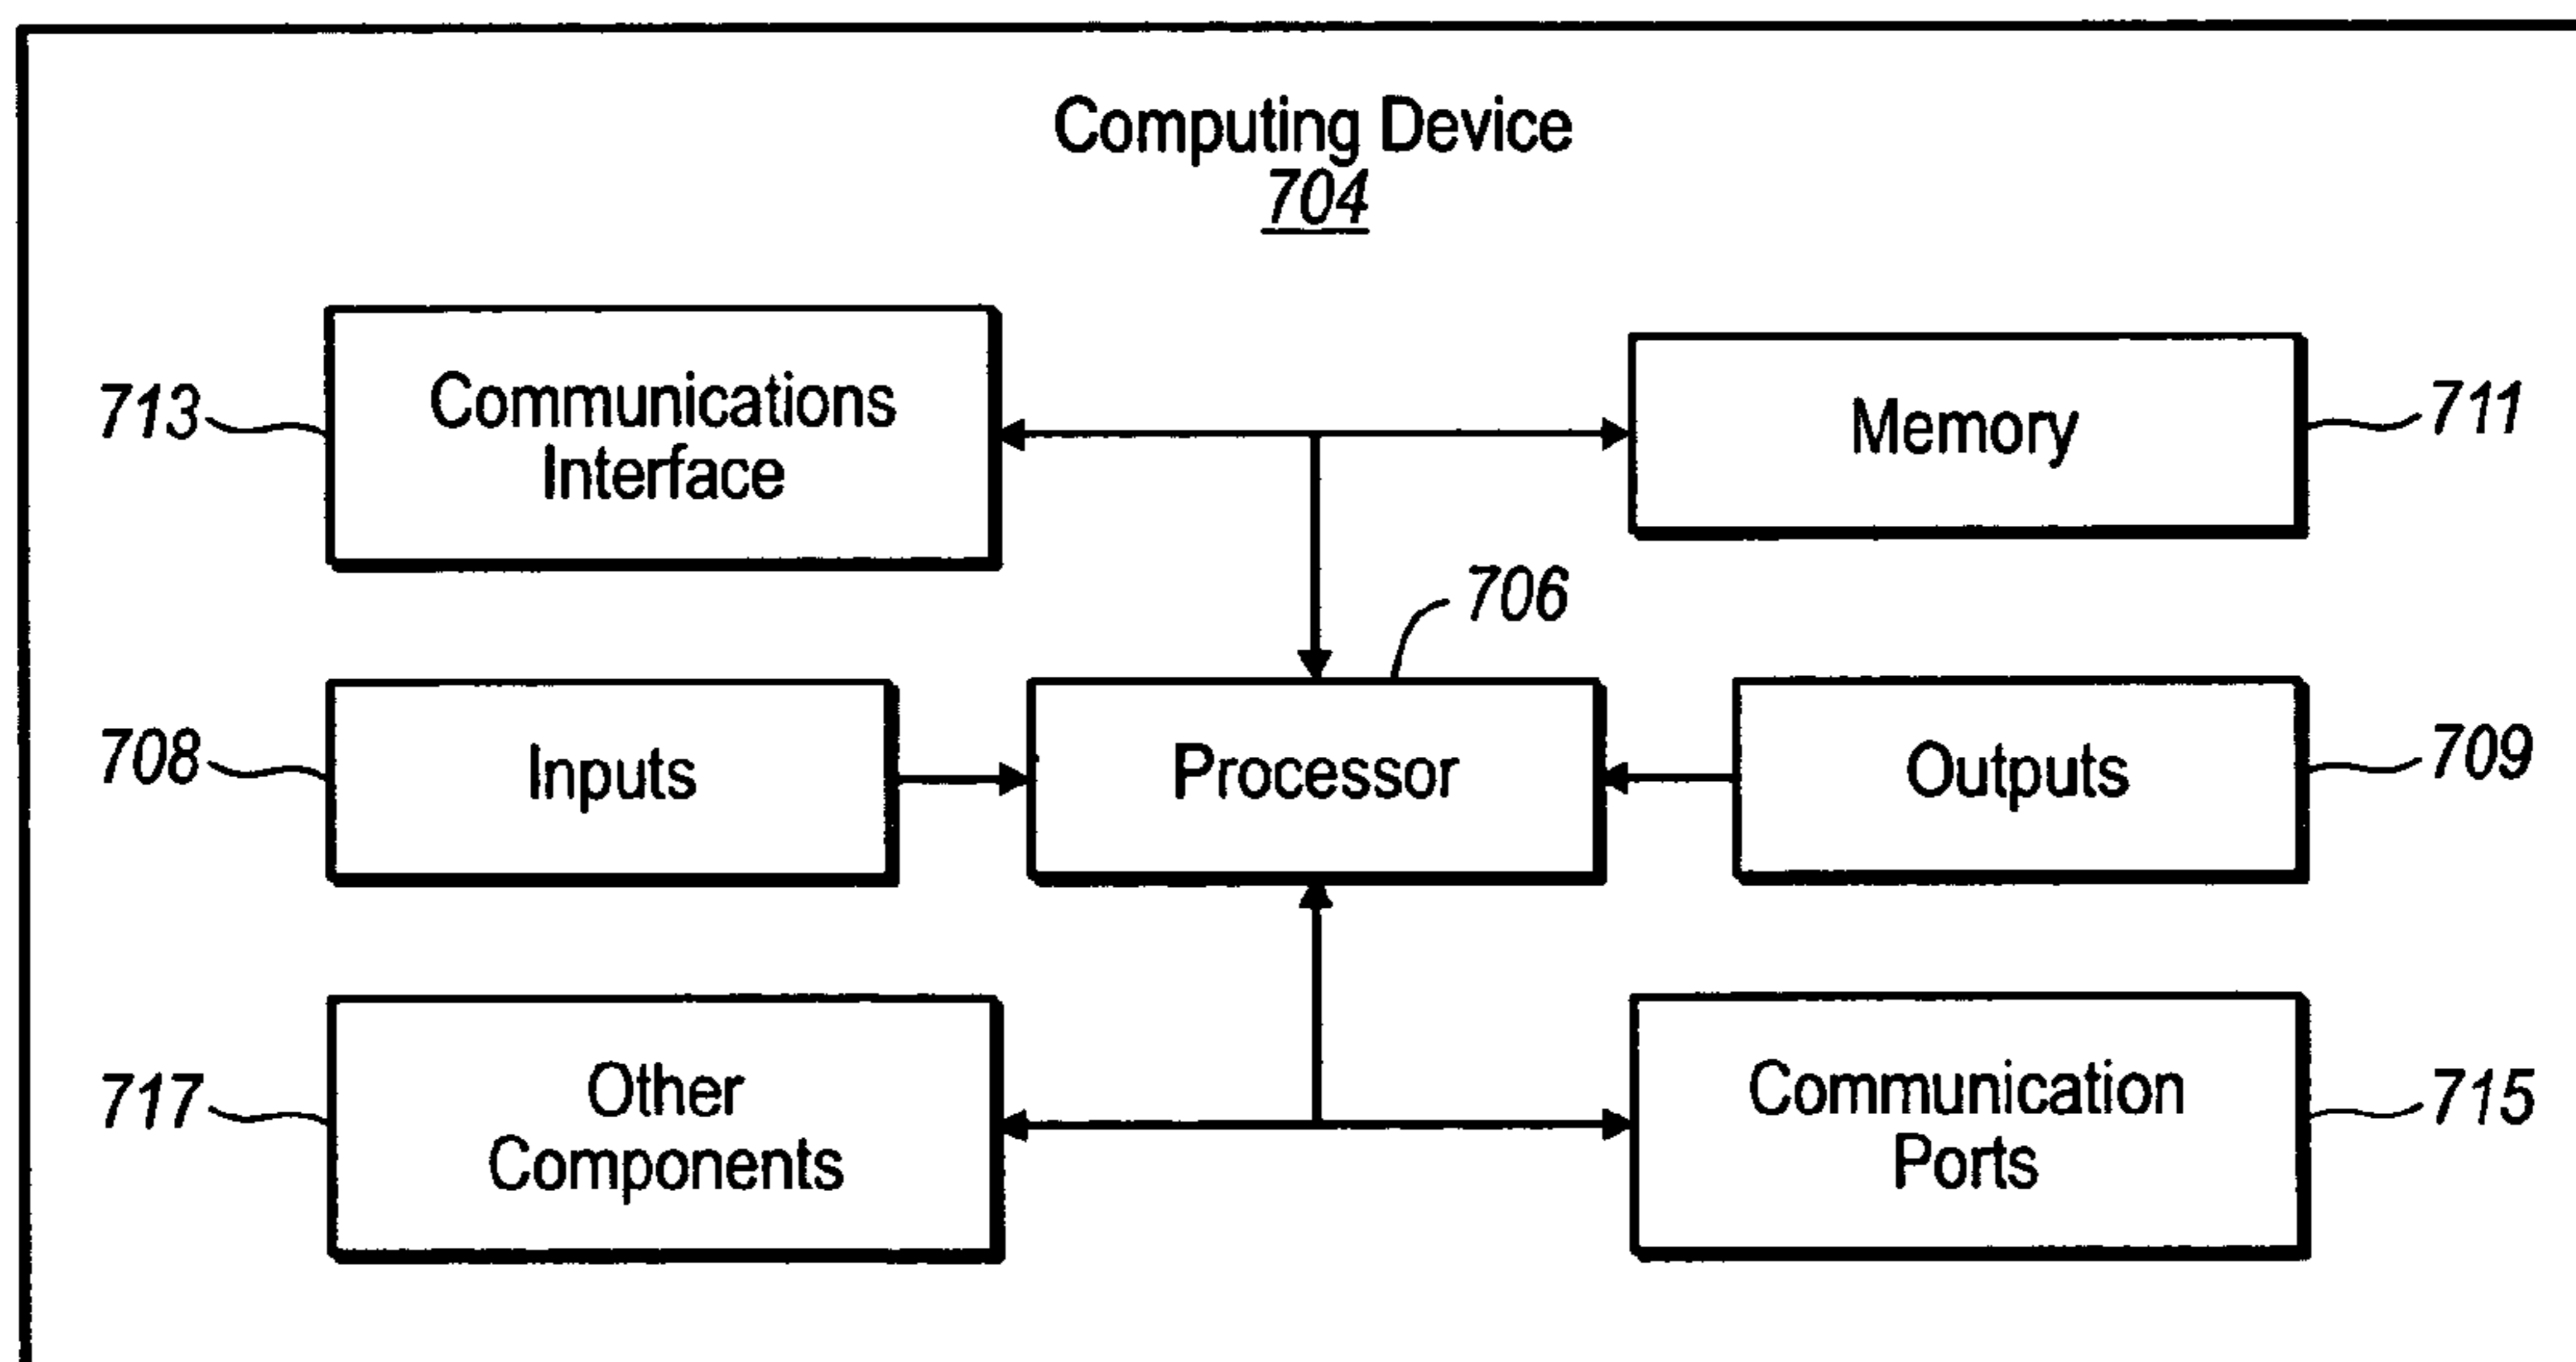 Computing Device
704
713
Communications
Interface
Memory
711
706
708
Inputs
Processor
Outputs
709
717
Other
Components
Communication
Ports
715